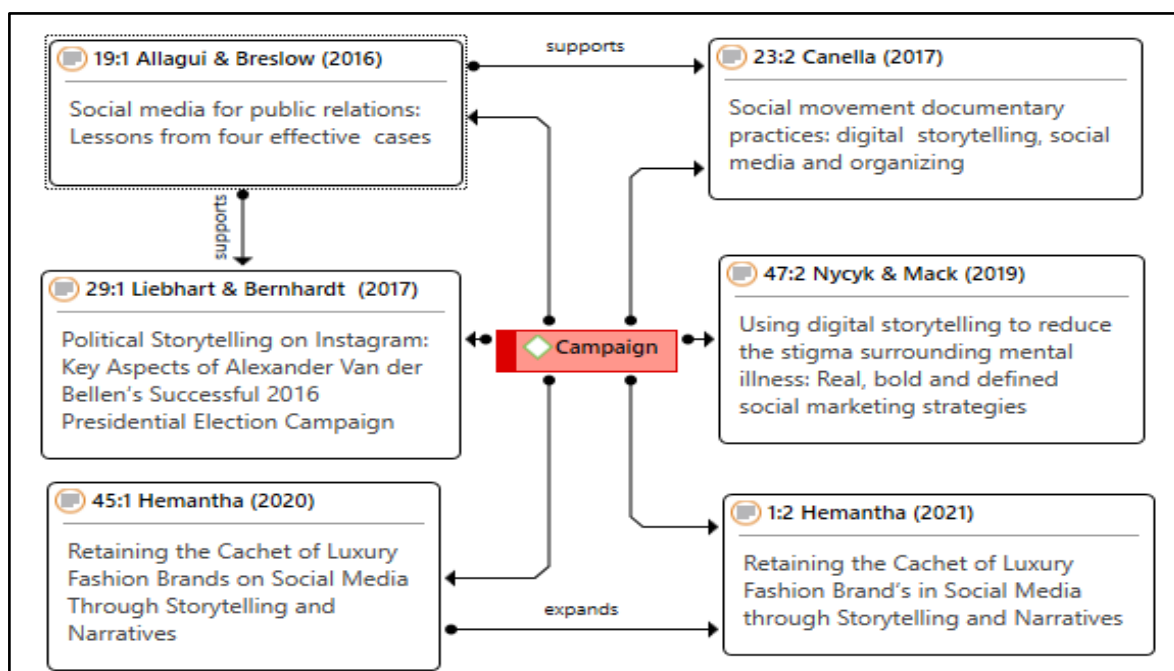 19:1 Allagui & Breslow (2016)
Social media for public relations:
Lessons from four effective cases
supports
23:2 Canella (2017)
Social movement documentary
practices: digital storytelling, social
media and organizing
supports
29:1 Liebhart & Bernhardt (2017)
Political Storytelling on Instagram:
Key Aspects of Alexander Van der
Bellen's Successful 2016
Presidential Election Campaign
Campaign
47:2 Nycyk & Mack (2019)
Using digital storytelling to reduce
the stigma surrounding mental
illness: Real, bold and defined
social marketing strategies
45:1 Hemantha (2020)
Retaining the Cachet of Luxury
Fashion Brands on Social Media
Through Storytelling and
Narratives
expands
1:2 Hemantha (2021)
Retaining the Cachet of Luxury
Fashion Brand's in Social Media
through Storytelling and Narratives